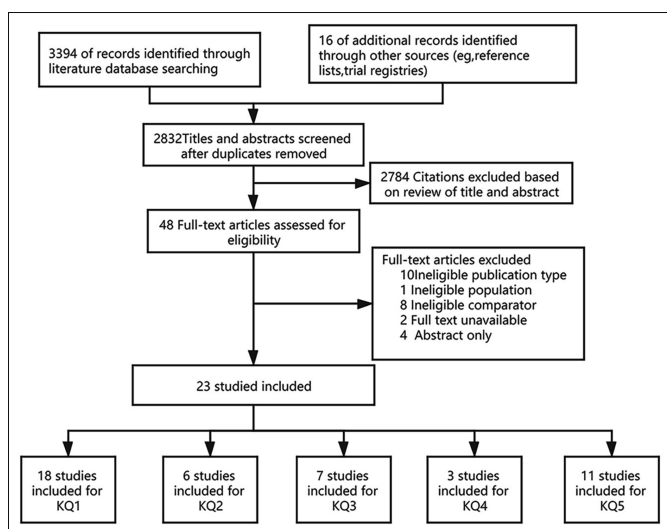 3394 of records identified through
literature database searching
16 of additional records identified
through other sources (eg,reference
lists,trial registries)
2832Titles and abstracts screened
after duplicates removed
2784 Citations excluded based
on review of title and abstract
48 Full-text articles assessed for
eligibility
Full-text articles excluded
10Ineligible publication type
1 Ineligible population
8 Ineligible comparator
2 Full text unavailable
4 Abstract only
23 studied included
18 studies
included for
KQ1
6 studies
included for
KQ2
7 studies
included for
KQ3
3 studies
included for
KQ4
11 studies
included for
KQ5